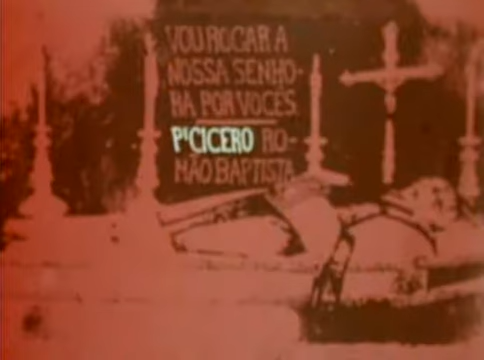 VOU ROGAR A
NOSSA SENHO-
RA POR VOCÊS.
Pᵉ CICERO RO-
MÃO BAPTISTA